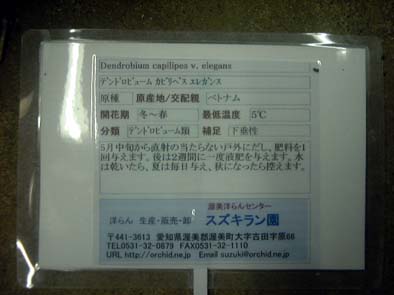 Dendrobium capilipes v. elegans
デンドロビューム カピリペス エレガンス
原種 原産地/交配親 ベトナム
開花期 冬～春 最低温度 5℃
分類 デンドロビューム類 補足 下垂性
5月中旬から直射の当たらない戸外にだし、肥料を1
回与えます。後は2週間に一度液肥を与えます。水
は乾いたら、夏は毎日与え、秋になったら控えます。
渥美洋らんセンター
洋らん 生産・販売・卸 スズキラン園
〒441-3613 愛知県渥美郡渥美町大字古田字原66
TEL0531-32-0879 FAX0531-32-1110
URL http://orchid.ne.jp Email suzuki@orchid.ne.jp